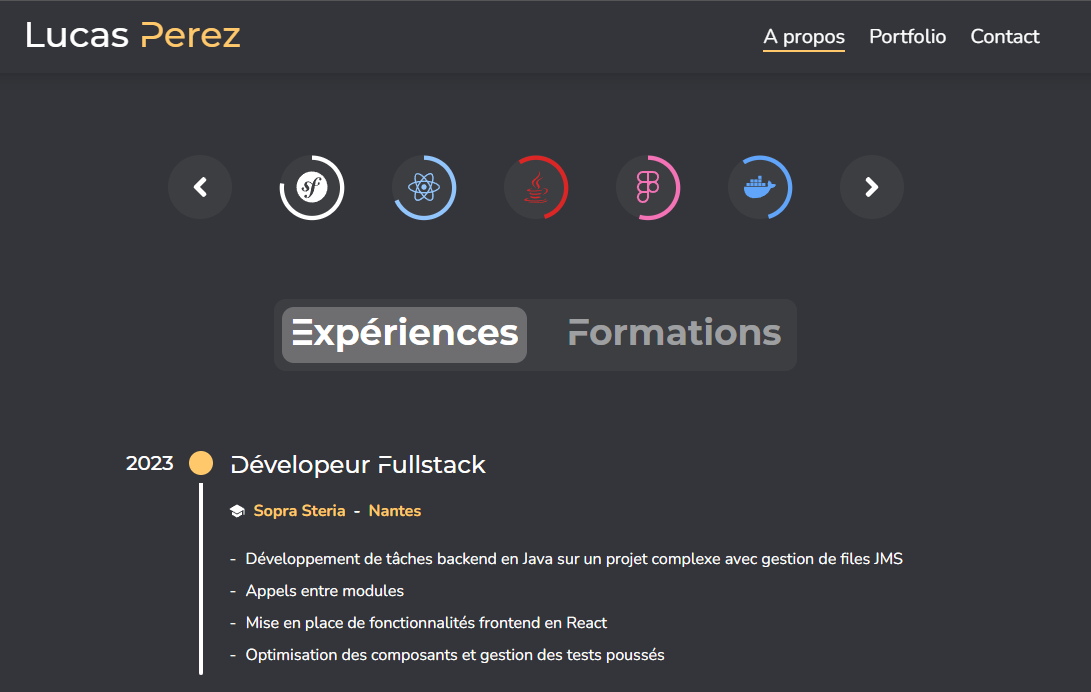 Lucas Perez
A propos
Portfolio
Contact
sf
Expériences
Formations
2023
Dévelopeur Fullstack
Sopra Steria - Nantes
- Développement de tâches backend en Java sur un projet complexe avec gestion de files JMS
- Appels entre modules
- Mise en place de fonctionnalités frontend en React
- Optimisation des composants et gestion des tests poussés